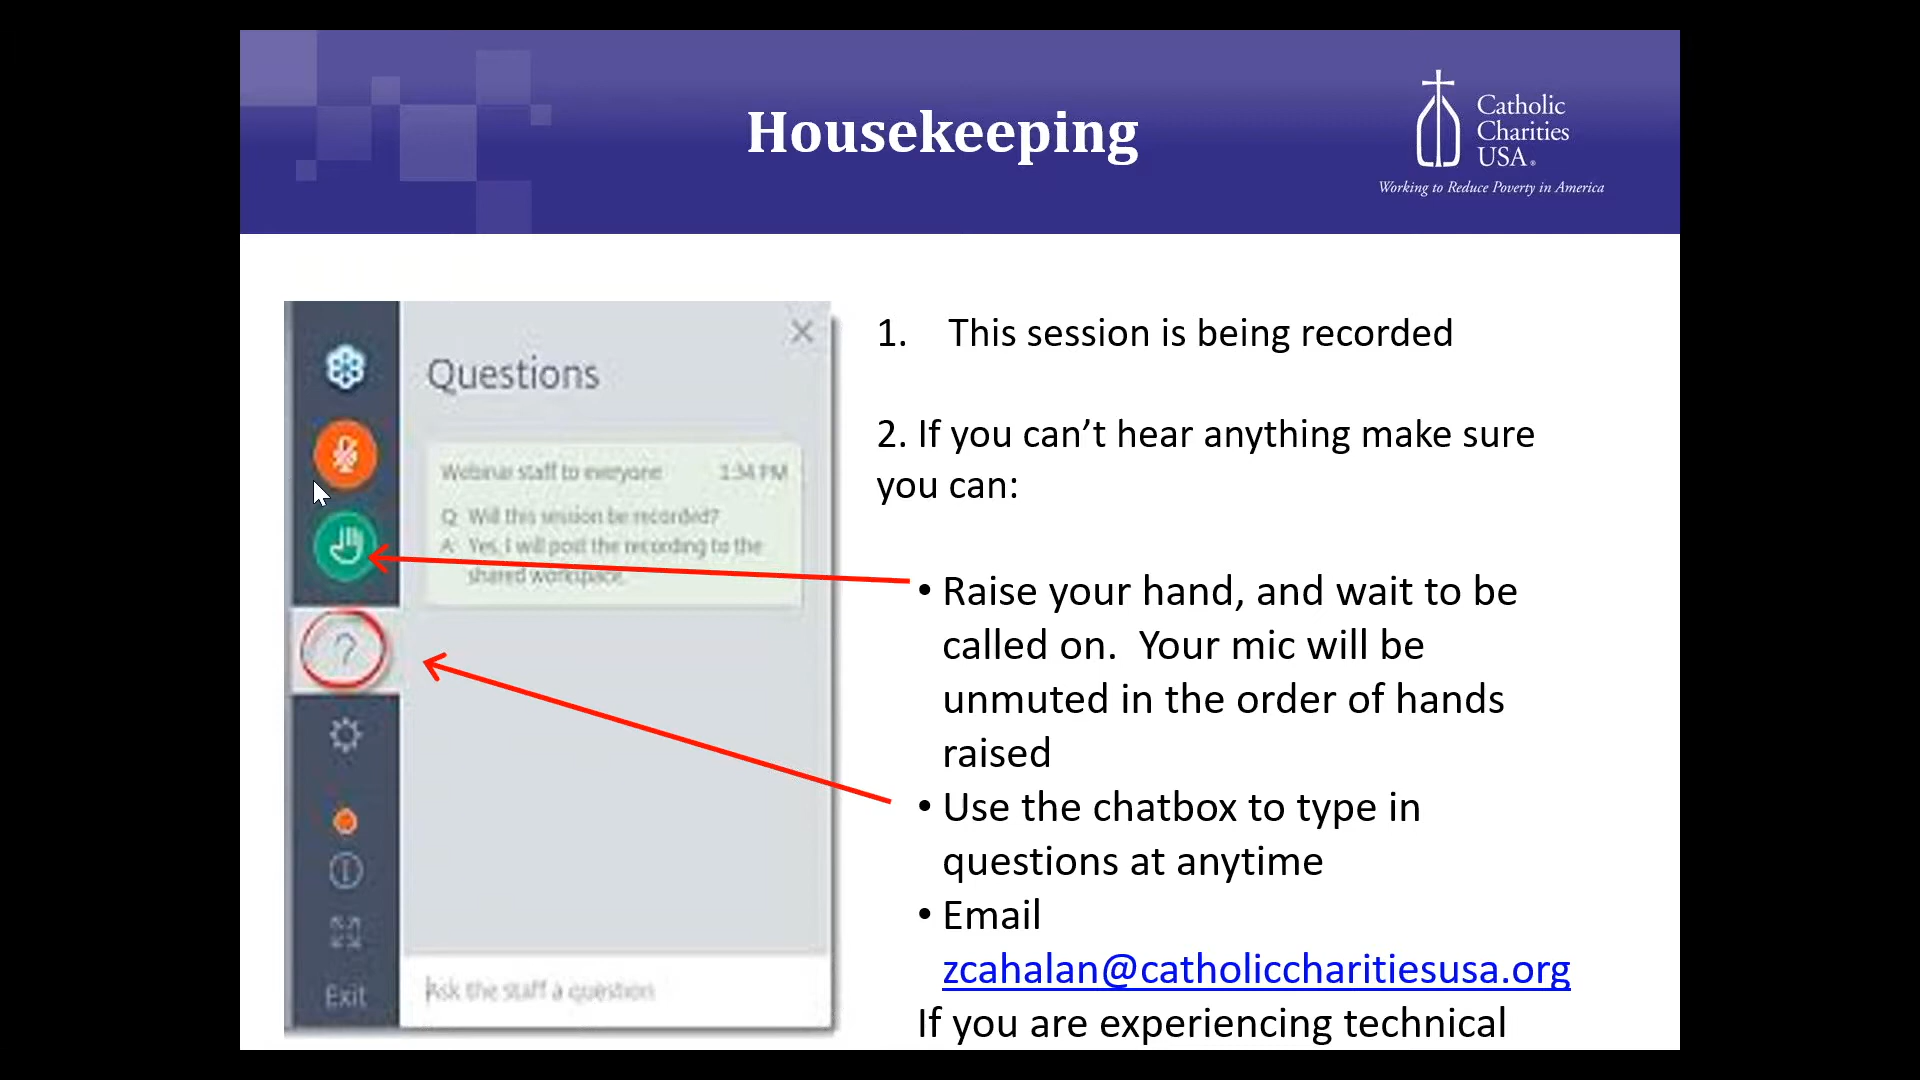 Housekeeping
Catholic
Charities
USA®
Working to Reduce Poverty in America
Questions
Webinar staff to everyone 1:34 PM
Q: Will this session be recorded?
A: Yes, I will post the recording to the
shared workspace.
?
Exit
Ask the staff a question
1. This session is being recorded
2. If you can’t hear anything make sure
you can:
• Raise your hand, and wait to be
called on.  Your mic will be
unmuted in the order of hands
raised
• Use the chatbox to type in
questions at anytime
• Email
zcahalan@catholiccharitiesusa.org
If you are experiencing technical